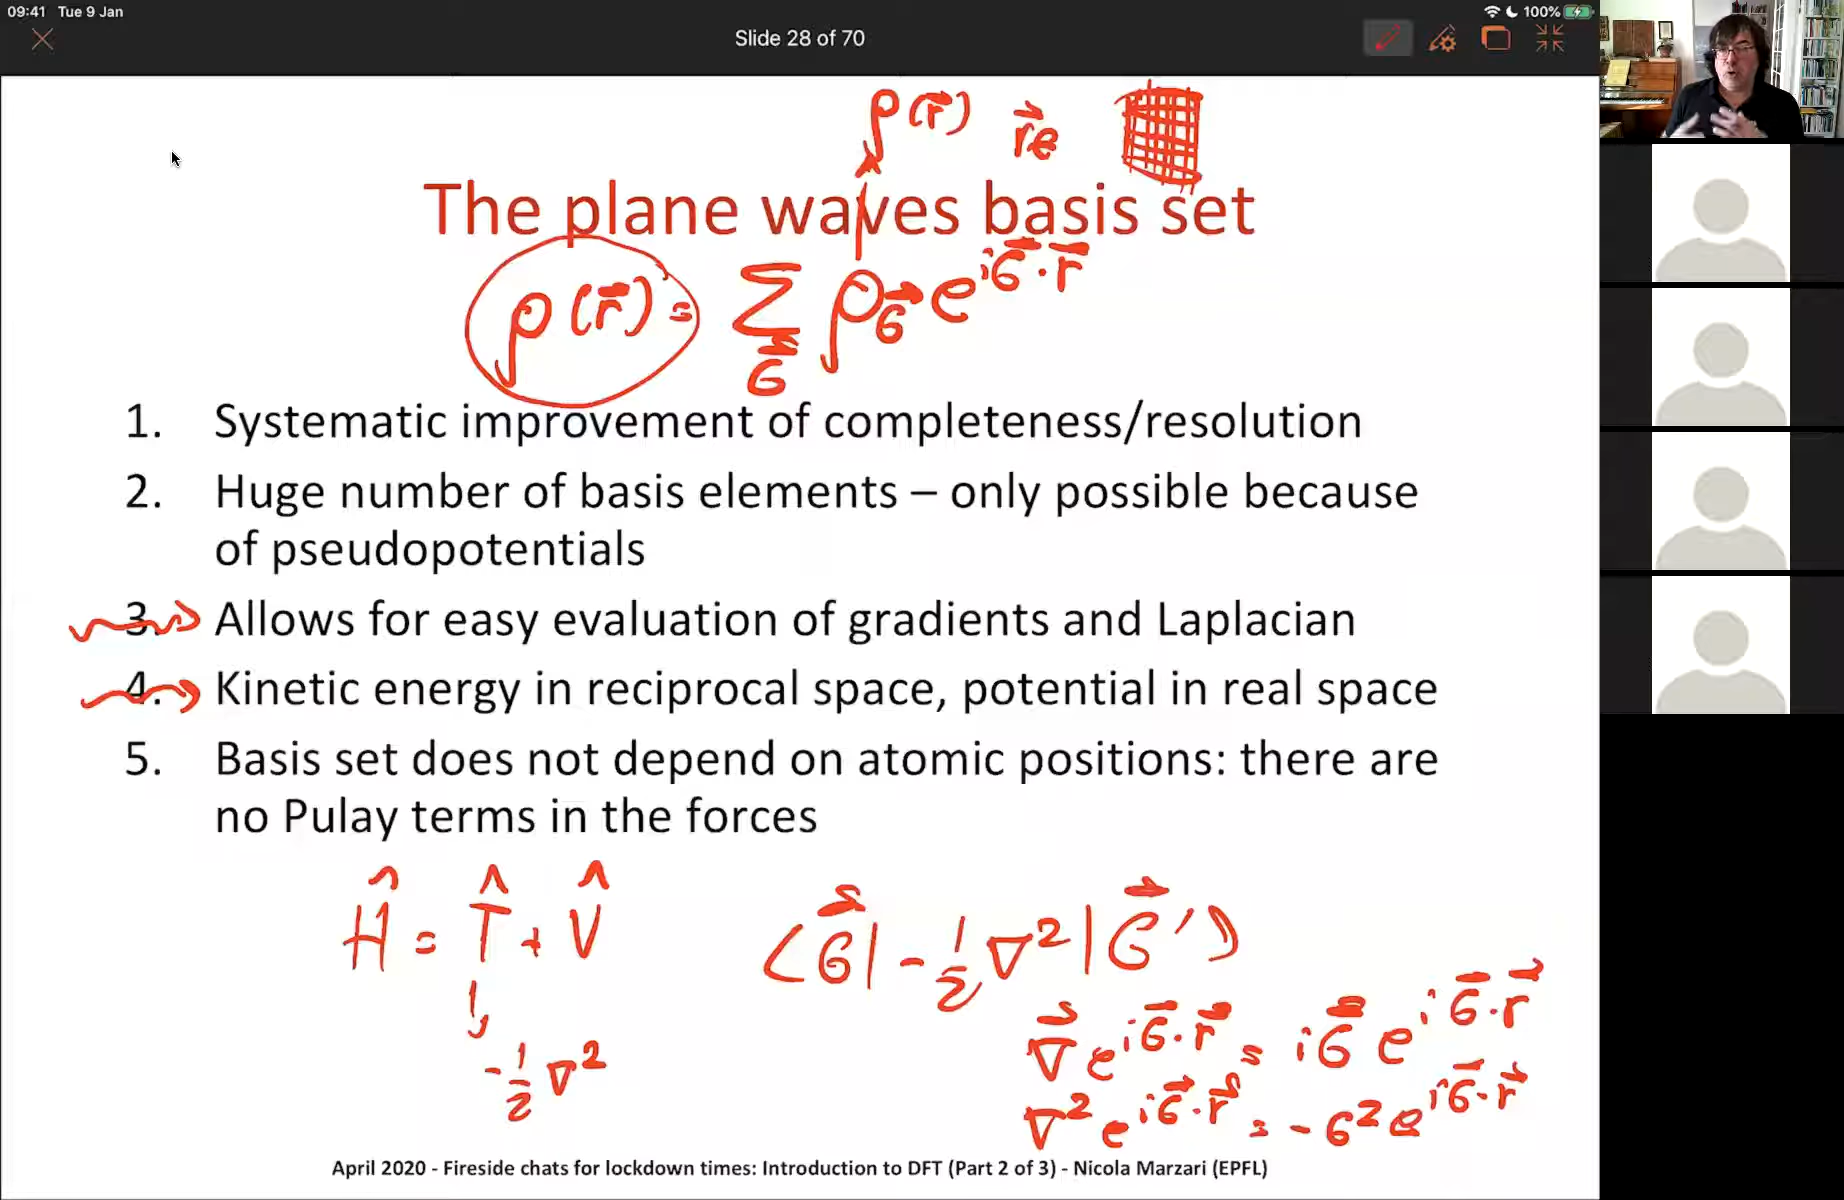 09:41 Tue 9 Jan
100%
Slide 28 of 70
ρ(r⃗) r⃗e
The plane waves basis set
ρ(r⃗) = Σ_G⃗ ρ_G⃗ e^{iG⃗·r⃗}
1. Systematic improvement of completeness/resolution
2. Huge number of basis elements – only possible because
of pseudopotentials
3. Allows for easy evaluation of gradients and Laplacian
4. Kinetic energy in reciprocal space, potential in real space
5. Basis set does not depend on atomic positions: there are
no Pulay terms in the forces
Ĥ = T̂ + V̂
-½ ∇²
⟨G⃗| -½ ∇² |G⃗'⟩
∇⃗ e^{iG⃗·r⃗} = iG⃗ e^{iG⃗·r⃗}
∇² e^{iG⃗·r⃗} = -G² e^{iG⃗·r⃗}
April 2020 - Fireside chats for lockdown times: Introduction to DFT (Part 2 of 3) - Nicola Marzari (EPFL)